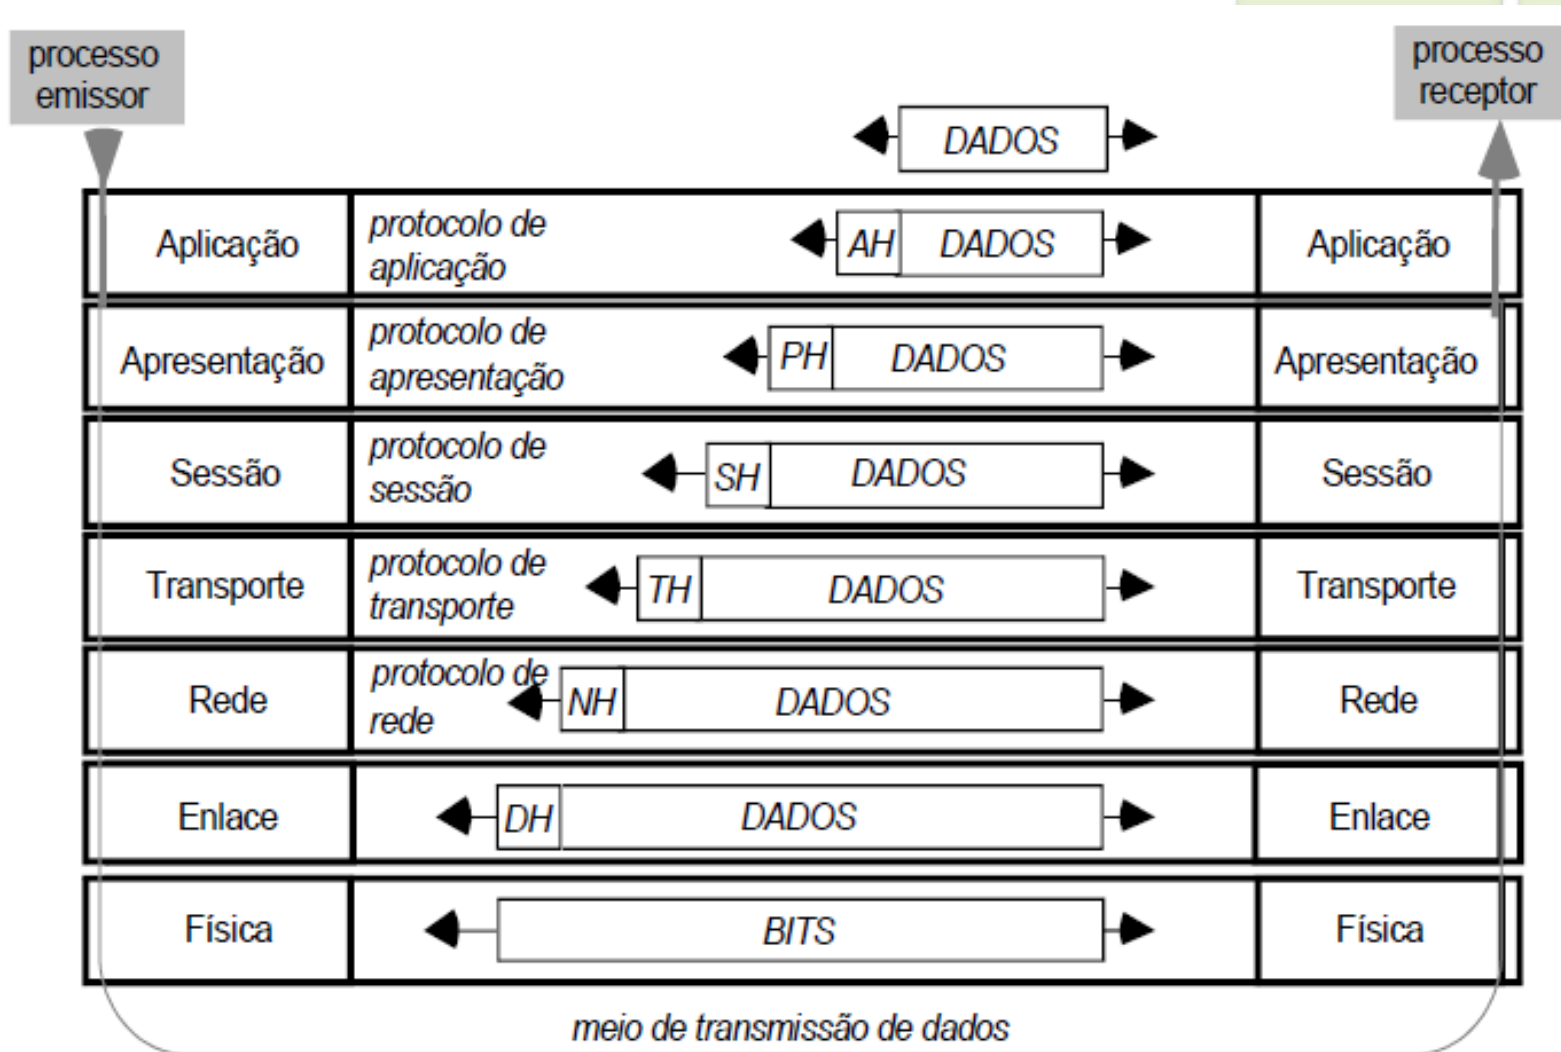 processo
emissor
processo
receptor
DADOS
Aplicação
protocolo de
aplicação
AH DADOS
Aplicação
Apresentação
protocolo de
apresentação
PH DADOS
Apresentação
Sessão
protocolo de
sessão
SH DADOS
Sessão
Transporte
protocolo de
transporte
TH DADOS
Transporte
Rede
protocolo de
rede
NH DADOS
Rede
Enlace
DH DADOS
Enlace
Física
BITS
Física
meio de transmissão de dados